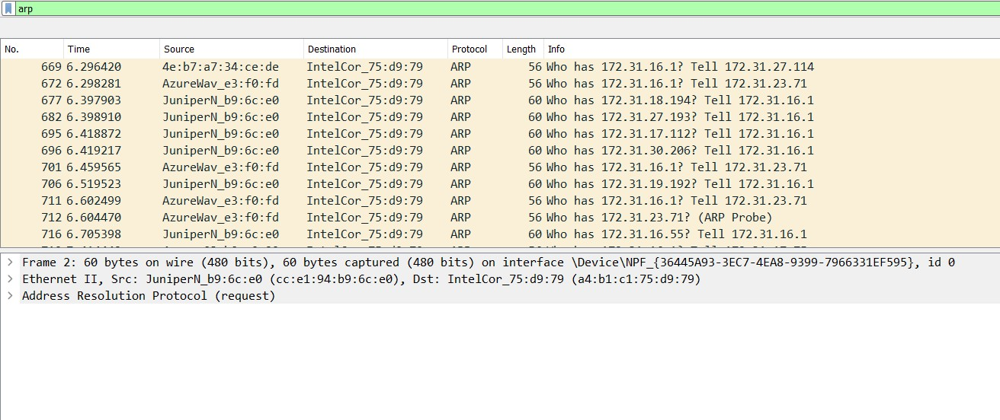 arp
No. Time Source Destination Protocol Length Info
669 6.296420 4e:b7:a7:34:ce:de IntelCor_75:d9:79 ARP 56 Who has 172.31.16.1? Tell 172.31.27.114
672 6.298281 AzureWav_e3:f0:fd IntelCor_75:d9:79 ARP 56 Who has 172.31.16.1? Tell 172.31.23.71
677 6.397903 JuniperN_b9:6c:e0 IntelCor_75:d9:79 ARP 60 Who has 172.31.18.194? Tell 172.31.16.1
682 6.398910 JuniperN_b9:6c:e0 IntelCor_75:d9:79 ARP 60 Who has 172.31.27.193? Tell 172.31.16.1
695 6.418872 JuniperN_b9:6c:e0 IntelCor_75:d9:79 ARP 60 Who has 172.31.17.112? Tell 172.31.16.1
696 6.419217 JuniperN_b9:6c:e0 IntelCor_75:d9:79 ARP 60 Who has 172.31.30.206? Tell 172.31.16.1
701 6.459565 AzureWav_e3:f0:fd IntelCor_75:d9:79 ARP 56 Who has 172.31.16.1? Tell 172.31.23.71
706 6.519523 JuniperN_b9:6c:e0 IntelCor_75:d9:79 ARP 60 Who has 172.31.19.192? Tell 172.31.16.1
711 6.602499 AzureWav_e3:f0:fd IntelCor_75:d9:79 ARP 56 Who has 172.31.16.1? Tell 172.31.23.71
712 6.604470 AzureWav_e3:f0:fd IntelCor_75:d9:79 ARP 56 Who has 172.31.23.71? (ARP Probe)
716 6.705398 JuniperN_b9:6c:e0 IntelCor_75:d9:79 ARP 60 Who has 172.31.16.55? Tell 172.31.16.1
Frame 2: 60 bytes on wire (480 bits), 60 bytes captured (480 bits) on interface \Device\NPF_{36445A93-3EC7-4EA8-9399-7966331EF595}, id 0
Ethernet II, Src: JuniperN_b9:6c:e0 (cc:e1:94:b9:6c:e0), Dst: IntelCor_75:d9:79 (a4:b1:c1:75:d9:79)
Address Resolution Protocol (request)